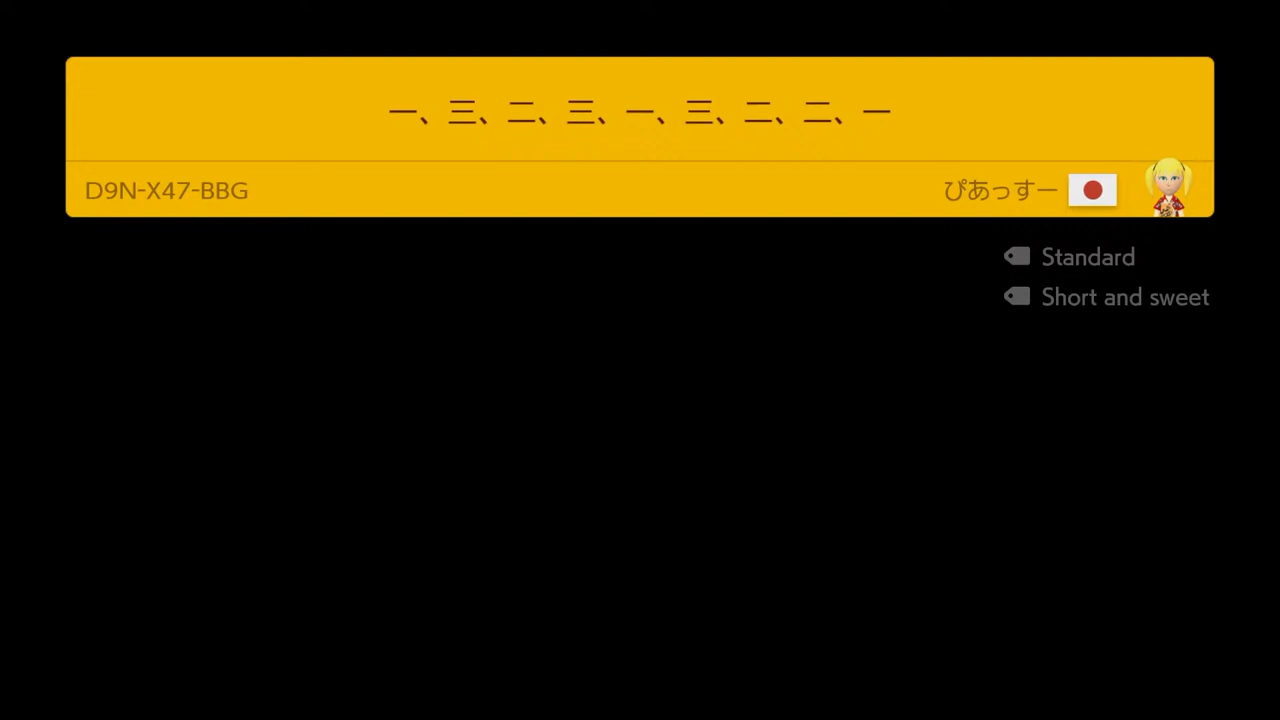 一、三、二、三、一、三、二、二、一
D9N-X47-BBG
ぴあっすー
Standard
Short and sweet